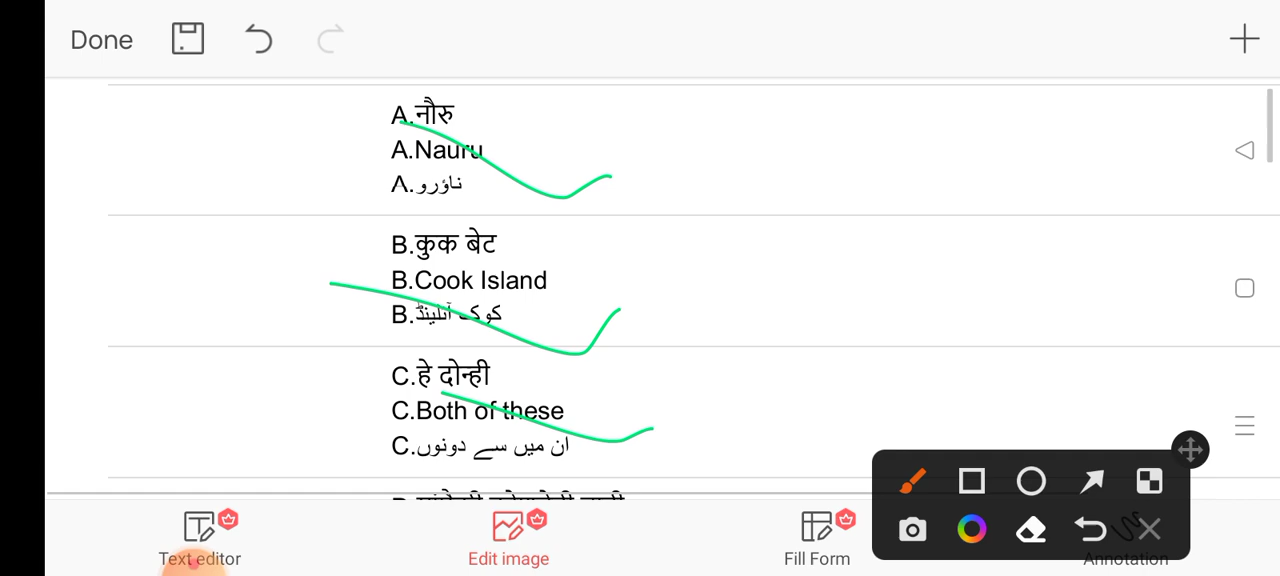 Done
A.नौरु
A.Nauru
A.ناؤرو
B.कुक बेट
B.Cook Island
B.کوک آئلینڈ
C.हे दोन्ही
C.Both of these
C.ان میں سے دونوں
Text editor
Edit image
Fill Form
Annotation